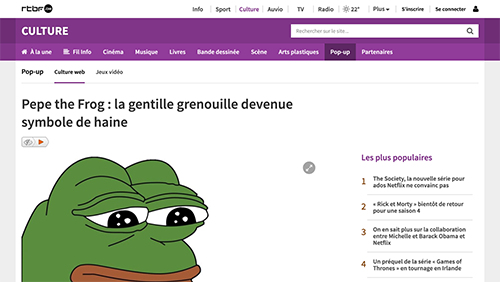 rtbf.be Info Sport Culture Auvio TV Radio 22° Plus S'inscrire Se connecter
CULTURE
Rechercher sur le site...
À la une Fil Info Cinéma Musique Livres Bande dessinée Scène Arts plastiques Pop-up Partenaires
Pop-up Culture web Jeux vidéo
Pepe the Frog : la gentille grenouille devenue
symbole de haine
Les plus populaires
1 The Society, la nouvelle série pour
ados Netflix ne convainc pas
2 « Rick et Morty » bientôt de retour
pour une saison 4
3 On en sait plus sur la collaboration
entre Michelle et Barack Obama et
Netflix
4 Un préquel de la série « Games of
Thrones » en tournage en Irlande